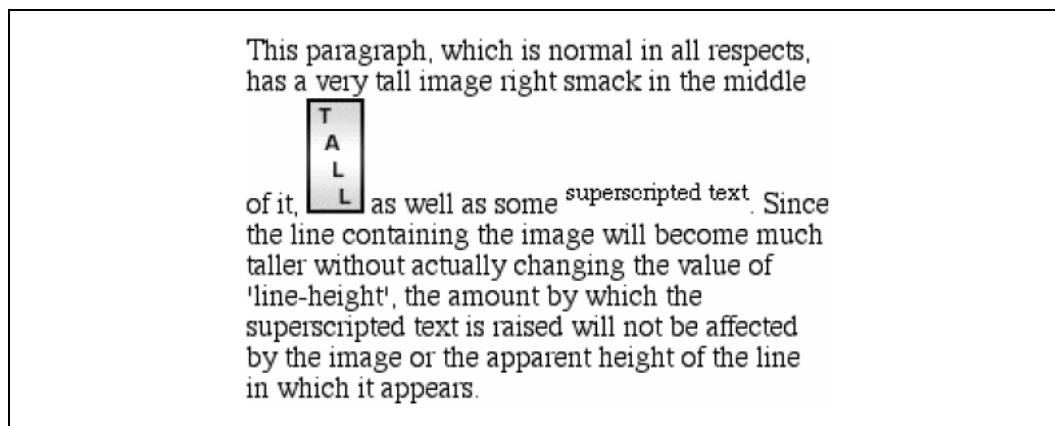 This paragraph, which is normal in all respects,
has a very tall image right smack in the middle
T
A
L
L
of it, as well as some superscripted text. Since
the line containing the image will become much
taller without actually changing the value of
'line-height', the amount by which the
superscripted text is raised will not be affected
by the image or the apparent height of the line
in which it appears.